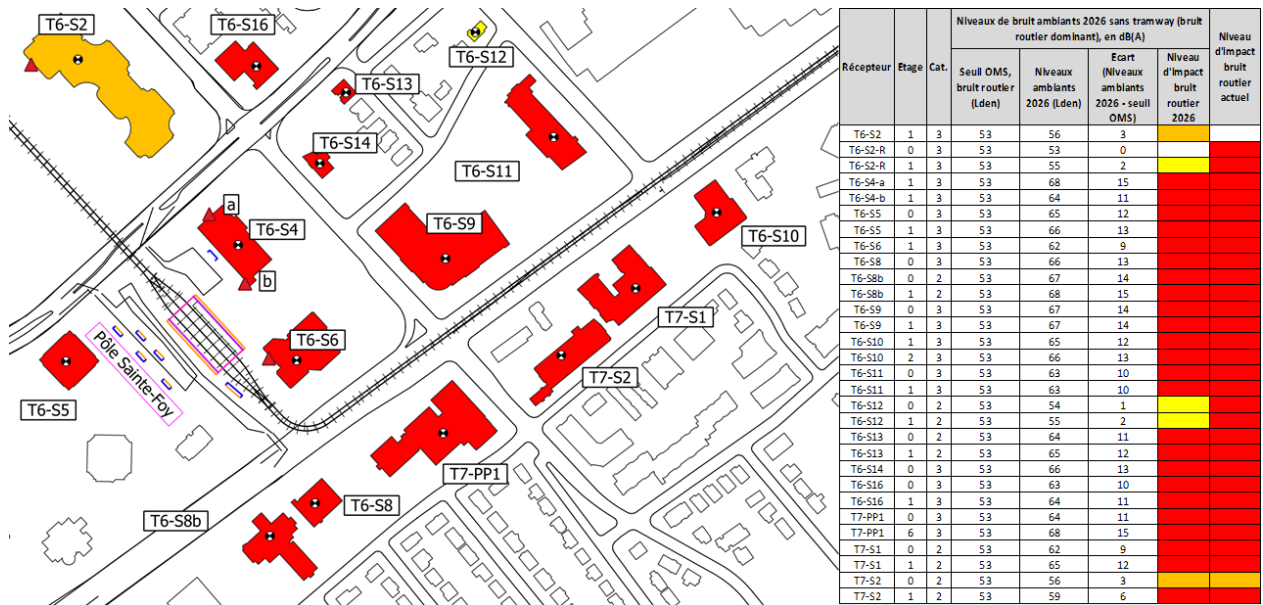 T6-S2
T6-S16
T6-S12
T6-S13
T6-S14
T6-S11
a
T6-S4
T6-S9
T6-S10
b
T7-S1
T6-S6
Pôle Sainte-Foy
T7-S2
T6-S5
T7-PP1
T6-S8
T6-S8b
Niveaux de bruit ambiants 2026 sans tramway (bruit
routier dominant), en dB(A)
Niveau
d'impact
bruit
routier
actuel
Récepteur Etage Cat.
Seuil OMS,
bruit routier
(Lden)
Niveaux
ambiants
2026 (Lden)
Ecart
(Niveaux
ambiants
2026 - seuil
OMS)
Niveau
d'impact
bruit
routier
2026
T6-S2 1 3 53 56 3
T6-S2-R 0 3 53 53 0
T6-S2-R 1 3 53 55 2
T6-S4-a 1 3 53 68 15
T6-S4-b 1 3 53 64 11
T6-S5 0 3 53 65 12
T6-S5 1 3 53 66 13
T6-S6 1 3 53 62 9
T6-S8 0 3 53 66 13
T6-S8b 0 2 53 67 14
T6-S8b 1 2 53 68 15
T6-S9 0 3 53 67 14
T6-S9 1 3 53 67 14
T6-S10 1 3 53 65 12
T6-S10 2 3 53 66 13
T6-S11 0 3 53 63 10
T6-S11 1 3 53 63 10
T6-S12 0 2 53 54 1
T6-S12 1 2 53 55 2
T6-S13 0 2 53 64 11
T6-S13 1 2 53 65 12
T6-S14 0 3 53 66 13
T6-S16 0 3 53 63 10
T6-S16 1 3 53 64 11
T7-PP1 0 3 53 64 11
T7-PP1 6 3 53 68 15
T7-S1 0 2 53 62 9
T7-S1 1 2 53 65 12
T7-S2 0 2 53 56 3
T7-S2 1 2 53 59 6